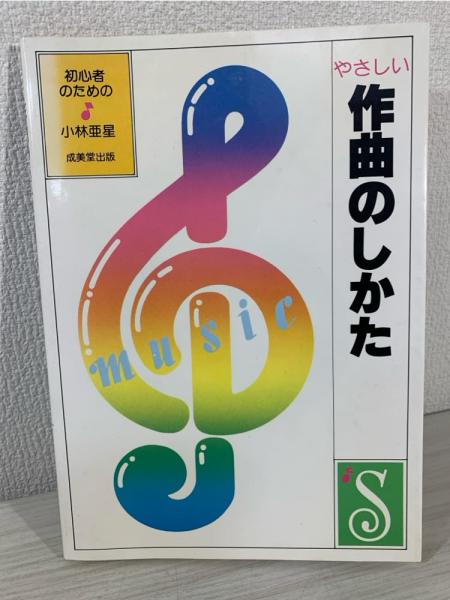 初心者
のための
小林亜星
成美堂出版
やさしい
作曲のしかた
music
S